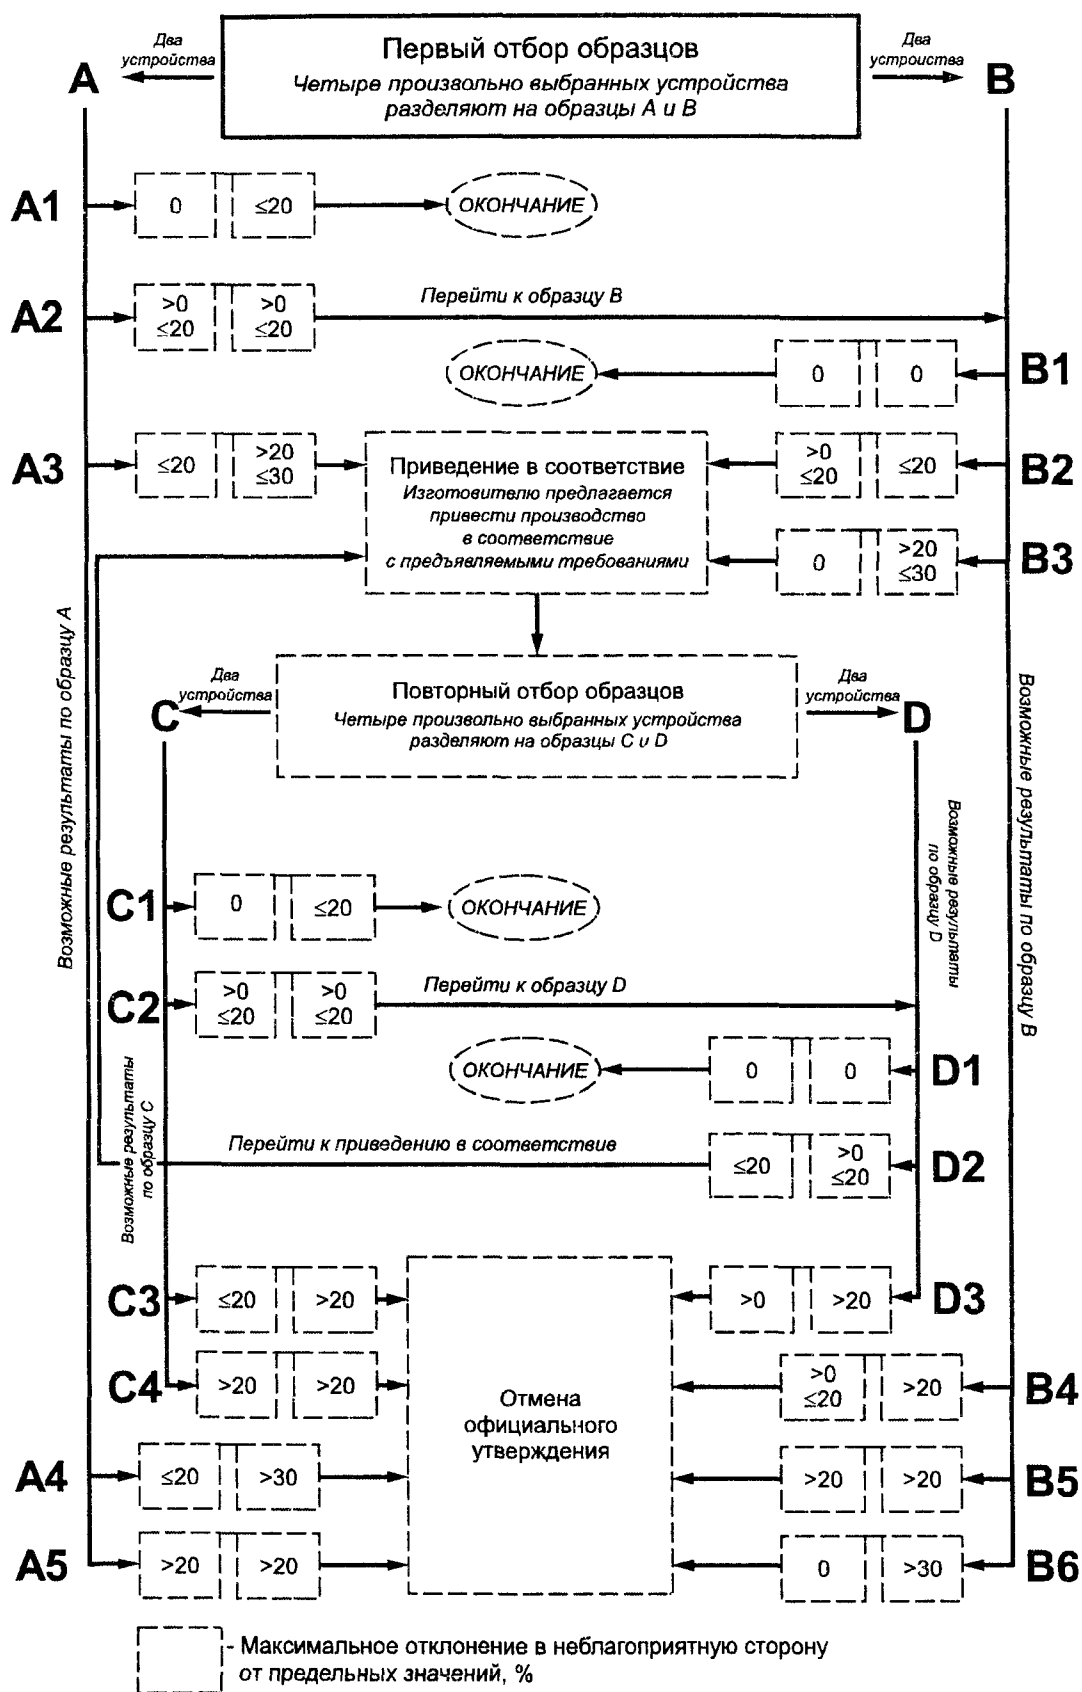 Два
устройства
Первый отбор образцов
Два
устройства
A
Четыре произвольно выбранных устройства
разделяют на образцы А и В
B
A1
0
≤20
ОКОНЧАНИЕ
A2
>0
≤20
>0
≤20
Перейти к образцу В
ОКОНЧАНИЕ
0
0
B1
A3
≤20
>20
≤30
Приведение в соответствие
Изготовителю предлагается
привести производство
в соответствие
с предъявляемыми требованиями
>0
≤20
≤20
B2
0
>20
≤30
B3
Возможные результаты по образцу А
Возможные результаты по образцу В
Два
устройства
C
Повторный отбор образцов
Четыре произвольно выбранных устройства
разделяют на образцы С и D
Два
устройства
D
Возможные результаты
по образцу D
C1
0
≤20
ОКОНЧАНИЕ
C2
>0
≤20
>0
≤20
Перейти к образцу D
ОКОНЧАНИЕ
0
0
D1
Возможные результаты
по образцу С
Перейти к приведению в соответствие
≤20
>0
≤20
D2
C3
≤20
>20
>0
>20
D3
C4
>20
>20
Отмена
официального
утверждения
>0
≤20
>20
B4
A4
≤20
>30
>20
>20
B5
A5
>20
>20
0
>30
B6
- Максимальное отклонение в неблагоприятную сторону
от предельных значений, %